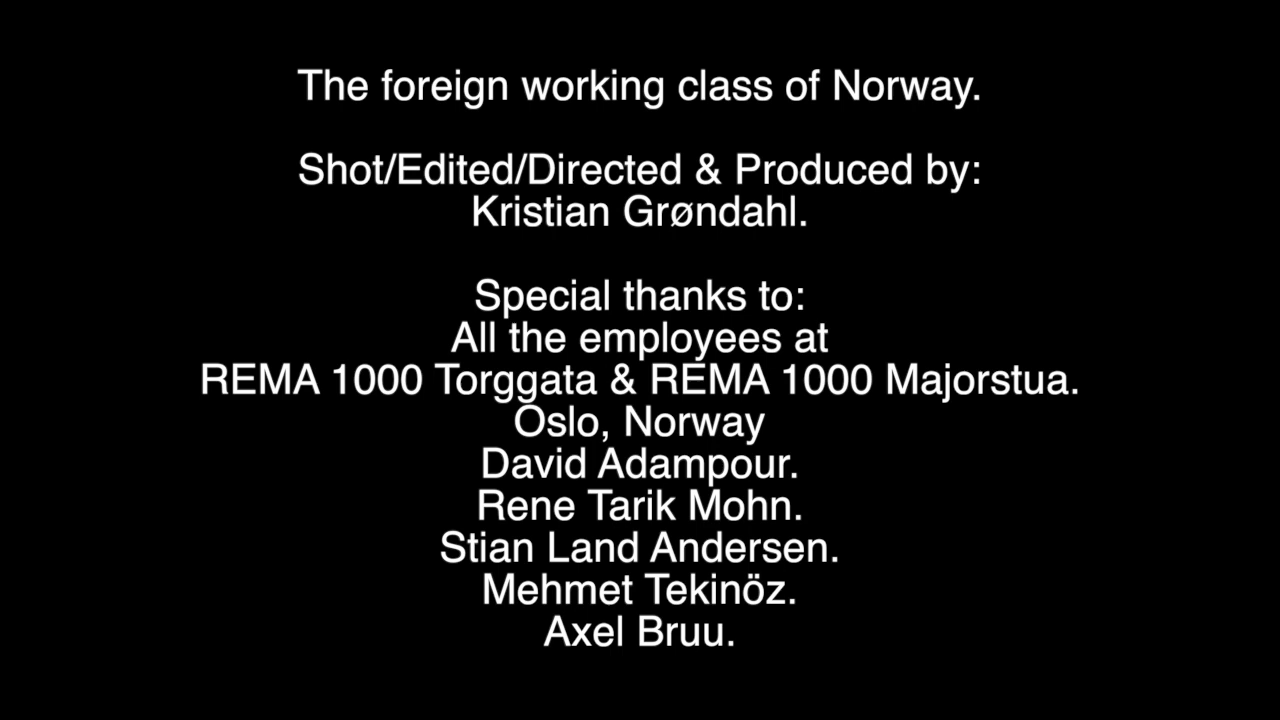 The foreign working class of Norway.
Shot/Edited/Directed & Produced by:
Kristian Grøndahl.
Special thanks to:
All the employees at
REMA 1000 Torggata & REMA 1000 Majorstua.
Oslo, Norway
David Adampour.
Rene Tarik Mohn.
Stian Land Andersen.
Mehmet Tekinöz.
Axel Bruu.